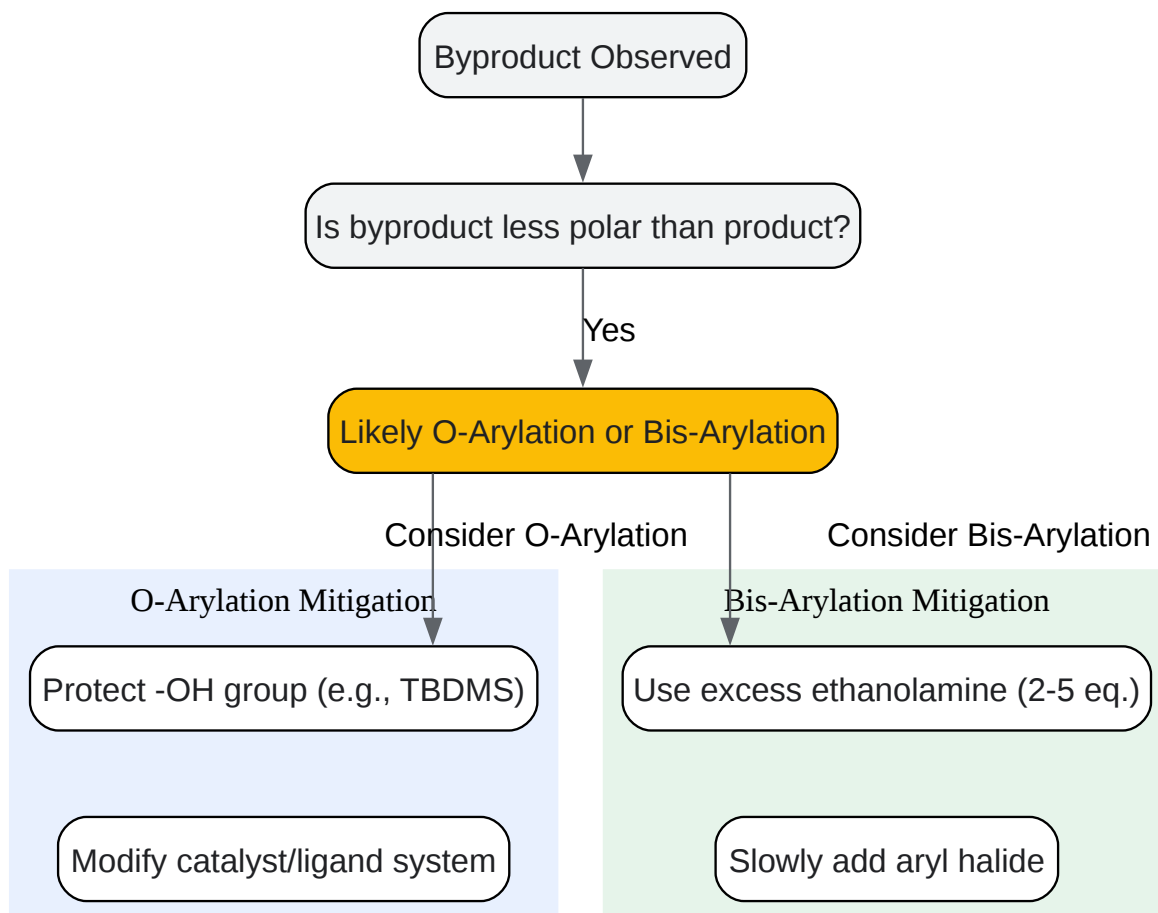 Byproduct Observed
Is byproduct less polar than product?
Yes
Likely O-Arylation or Bis-Arylation
Consider O-Arylation
Consider Bis-Arylation
O-Arylation Mitigation
Bis-Arylation Mitigation
Protect -OH group (e.g., TBDMS)
Use excess ethanolamine (2-5 eq.)
Modify catalyst/ligand system
Slowly add aryl halide